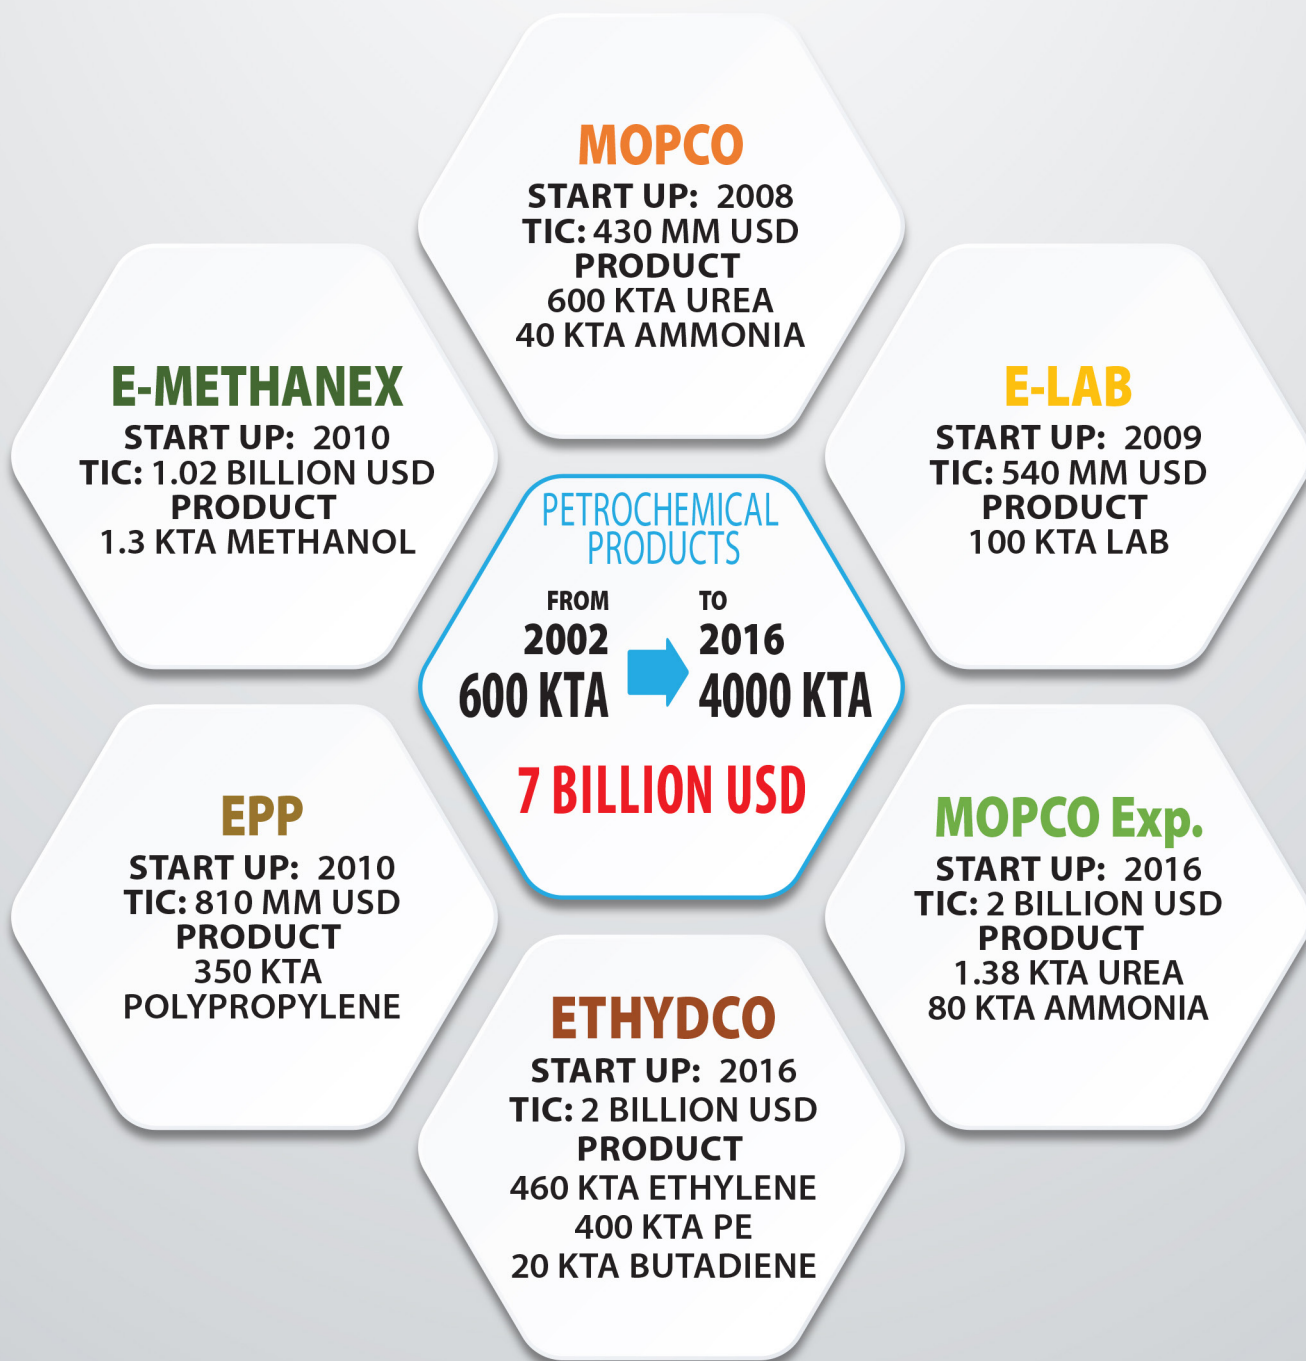 MOPCO
START UP: 2008
TIC: 430 MM USD
PRODUCT
600 KTA UREA
40 KTA AMMONIA
E-METHANEX
START UP: 2010
TIC: 1.02 BILLION USD
PRODUCT
1.3 KTA METHANOL
E-LAB
START UP: 2009
TIC: 540 MM USD
PRODUCT
100 KTA LAB
PETROCHEMICAL
PRODUCTS
FROM
2002
600 KTA
TO
2016
4000 KTA
7 BILLION USD
EPP
START UP: 2010
TIC: 810 MM USD
PRODUCT
350 KTA
POLYPROPYLENE
MOPCO Exp.
START UP: 2016
TIC: 2 BILLION USD
PRODUCT
1.38 KTA UREA
80 KTA AMMONIA
ETHYDCO
START UP: 2016
TIC: 2 BILLION USD
PRODUCT
460 KTA ETHYLENE
400 KTA PE
20 KTA BUTADIENE